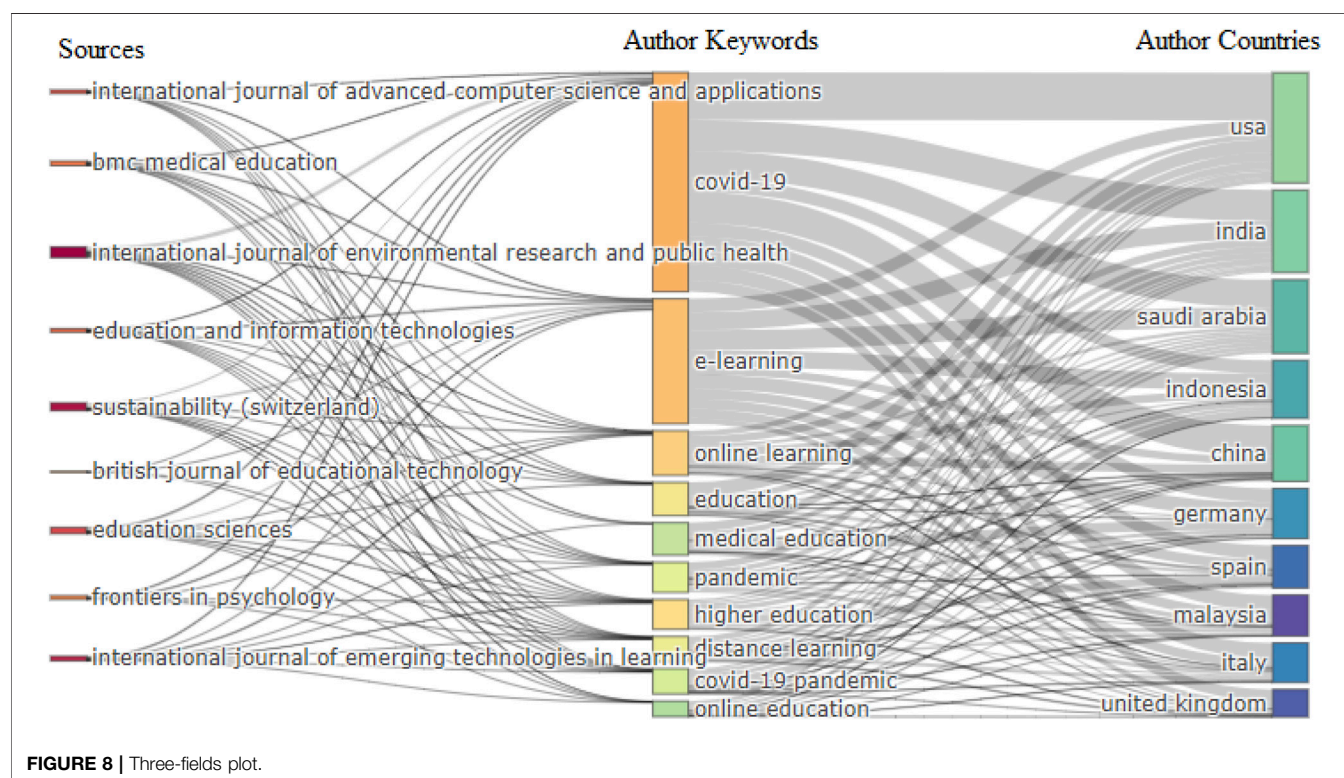 Sources
Author Keywords
Author Countries
international journal of advanced computer science and applications
bmc medical education
international journal of environmental research and public health
education and information technologies
sustainability (switzerland)
british journal of educational technology
education sciences
frontiers in psychology
international journal of emerging technologies in learning
covid-19
e-learning
online learning
education
medical education
pandemic
higher education
distance learning
covid-19 pandemic
online education
usa
india
saudi arabia
indonesia
china
germany
spain
malaysia
italy
united kingdom
FIGURE 8 | Three-fields plot.